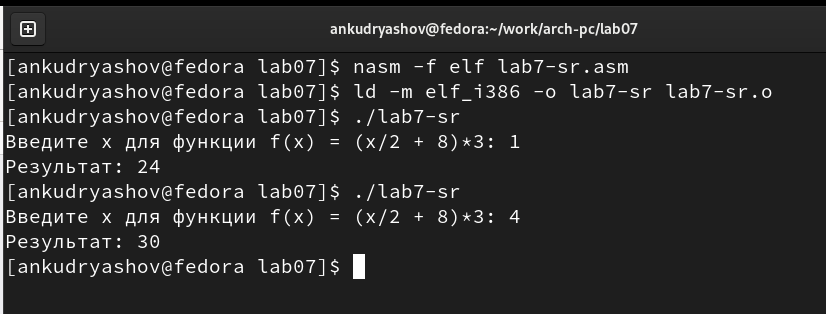 ankudryashov@fedora:~/work/arch-pc/lab07
[ankudryashov@fedora lab07]$ nasm -f elf lab7-sr.asm
[ankudryashov@fedora lab07]$ ld -m elf_i386 -o lab7-sr lab7-sr.o
[ankudryashov@fedora lab07]$ ./lab7-sr
Введите x для функции f(x) = (x/2 + 8)*3: 1
Результат: 24
[ankudryashov@fedora lab07]$ ./lab7-sr
Введите x для функции f(x) = (x/2 + 8)*3: 4
Результат: 30
[ankudryashov@fedora lab07]$